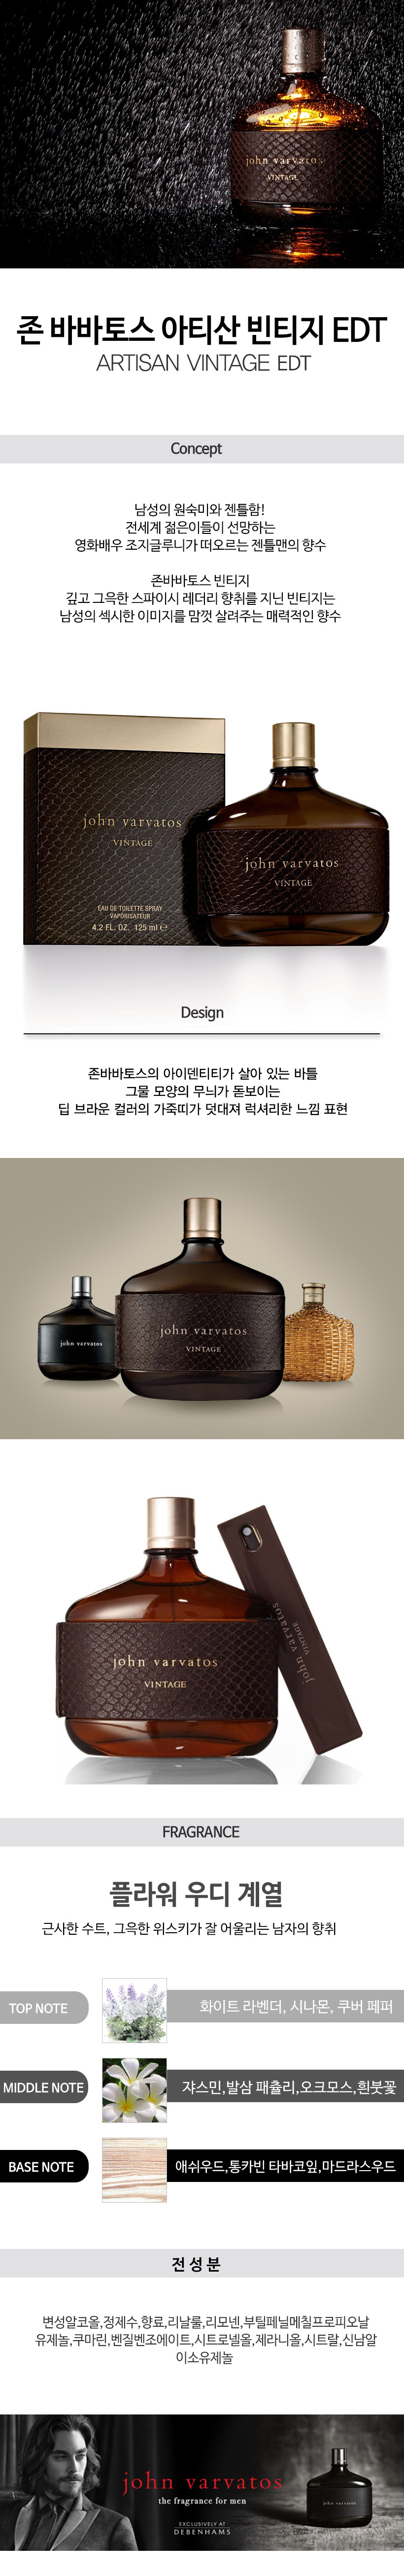 john varvatos
VINTAGE
존 바바토스 아티산 빈티지 EDT
ARTISAN VINTAGE EDT
Concept
남성의 원숙미와 젠틀함!
전세계 젊은이들이 선망하는
영화배우 조지글루니가 떠오르는 젠틀맨의 향수
존바바토스 빈티지
깊고 그윽한 스파이시 레더리 향취를 지닌 빈티지는
남성의 섹시한 이미지를 맘껏 살려주는 매력적인 향수
john varvatos
VINTAGE
EAU DE TOILETTE SPRAY
VAPORISATEUR
4.2 FL. OZ. 125 ml ℮
john varvatos
VINTAGE
Design
존바바토스의 아이덴티티가 살아 있는 바틀
그물 모양의 무늬가 돋보이는
딥 브라운 컬러의 가죽띠가 덧대져 럭셔리한 느낌 표현
john varvatos
john varvatos
VINTAGE
john varvatos
VINTAGE
john varvatos
VINTAGE
FRAGRANCE
플라워 우디 계열
근사한 수트, 그윽한 위스키가 잘 어울리는 남자의 향취
TOP NOTE
화이트 라벤더, 시나몬, 쿠버 페퍼
MIDDLE NOTE
쟈스민,발삼 패츌리,오크모스,흰붓꽃
BASE NOTE
애쉬우드,통카빈 타바코잎,마드라스우드
전 성 분
변성알코올,정제수,향료,리날룰,리모넨,부틸페닐메칠프로피오날
유제놀,쿠마린,벤질벤조에이트,시트로넬올,제라니올,시트랄,신남알
이소유제놀
john varvatos
the fragrance for men
EXCLUSIVELY AT
DEBENHAMS
john varvatos